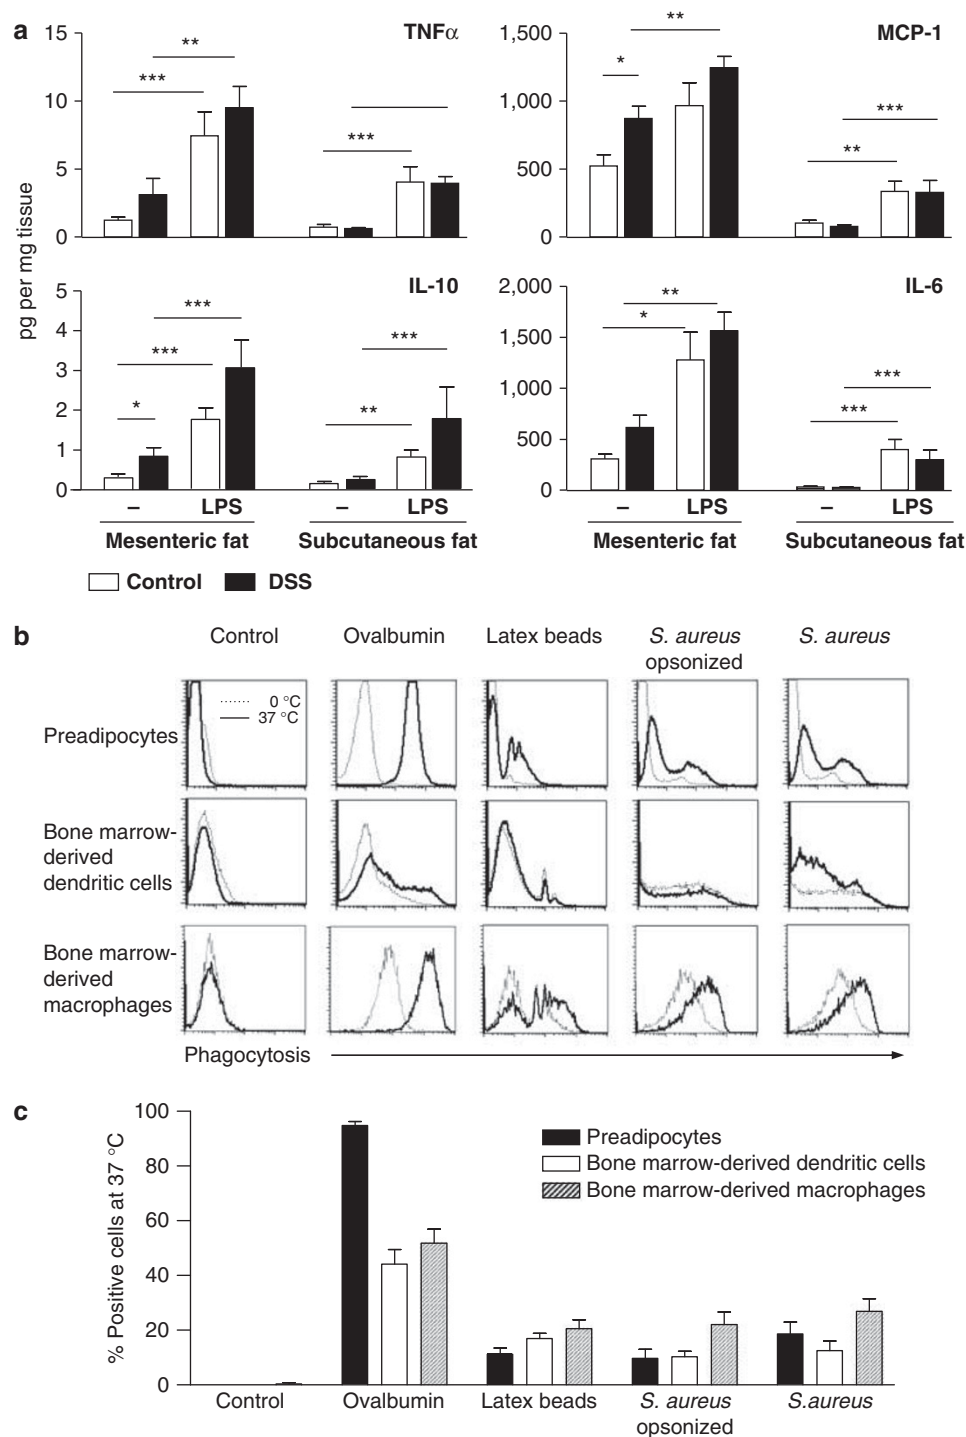 a
TNFα
MCP-1
15
10
5
0
1,500
1,000
500
0
**
***
***
**
*
***
**
pg per mg tissue
IL-10
IL-6
5
4
3
2
1
0
2,000
1,500
1,000
500
0
***
***
*
***
**
**
*
***
***
– LPS – LPS – LPS – LPS
Mesenteric fat Subcutaneous fat Mesenteric fat Subcutaneous fat
Control DSS
b
Control Ovalbumin Latex beads S. aureus S. aureus
opsonized
0 °C
37 °C
Preadipocytes
Bone marrow-
derived
dendritic cells
Bone marrow-
derived
macrophages
Phagocytosis
c
% Positive cells at 37 °C
100
80
60
40
20
0
Preadipocytes
Bone marrow-derived dendritic cells
Bone marrow-derived macrophages
Control Ovalbumin Latex beads S. aureus S.aureus
opsonized